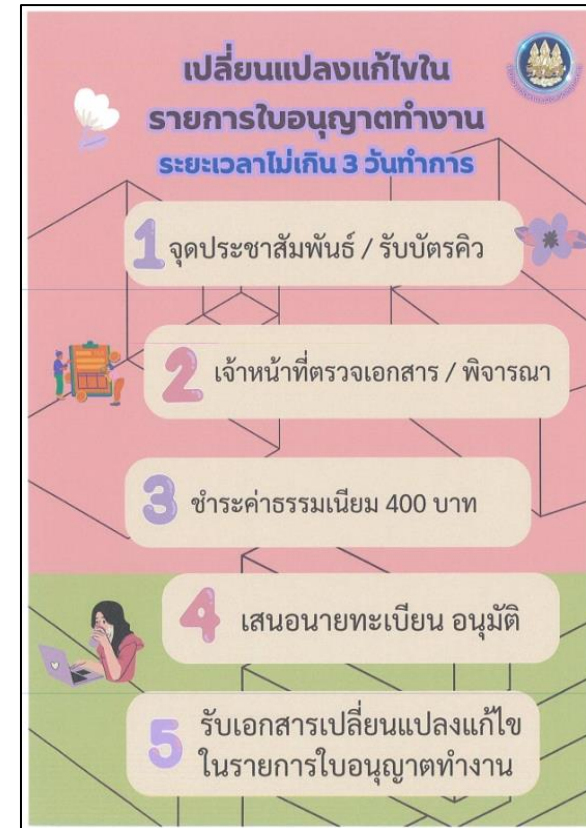 เปลี่ยนแปลงแก้ไขใน
รายการใบอนุญาตทำงาน
ระยะเวลาไม่เกิน 3 วันทำการ
1 จุดประชาสัมพันธ์ / รับบัตรคิว
2 เจ้าหน้าที่ตรวจเอกสาร / พิจารณา
3 ชำระค่าธรรมเนียม 400 บาท
4 เสนอนายทะเบียน อนุมัติ
5 รับเอกสารเปลี่ยนแปลงแก้ไข
ในรายการใบอนุญาตทำงาน